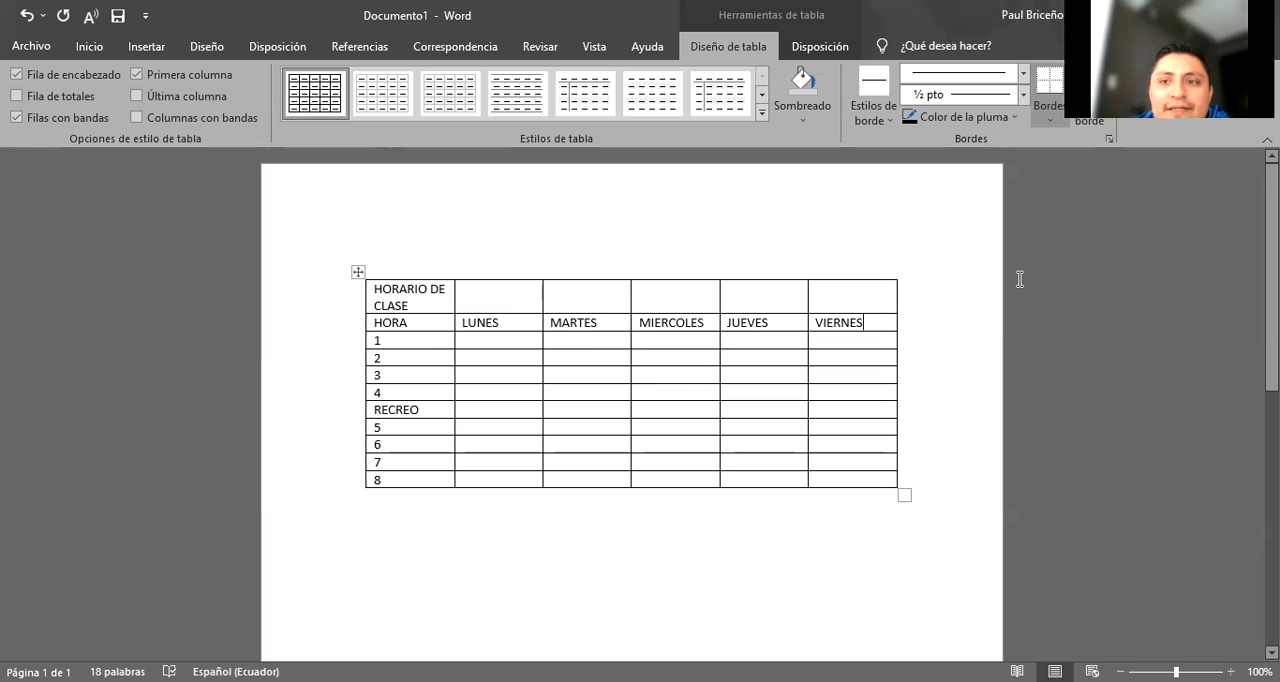 Documento1 - Word
Herramientas de tabla
Paul Briceño
Archivo Inicio Insertar Diseño Disposición Referencias Correspondencia Revisar Vista Ayuda Diseño de tabla Disposición ¿Qué desea hacer?
Fila de encabezado Primera columna
Fila de totales Última columna
Filas con bandas Columnas con bandas
Opciones de estilo de tabla
Estilos de tabla
Sombreado
Estilos de
borde
½ pto
Color de la pluma
Bordes
borde
Bordes
HORARIO DE
CLASE
HORA LUNES MARTES MIERCOLES JUEVES VIERNES
1
2
3
4
RECREO
5
6
7
8
Página 1 de 1 18 palabras Español (Ecuador) 100%